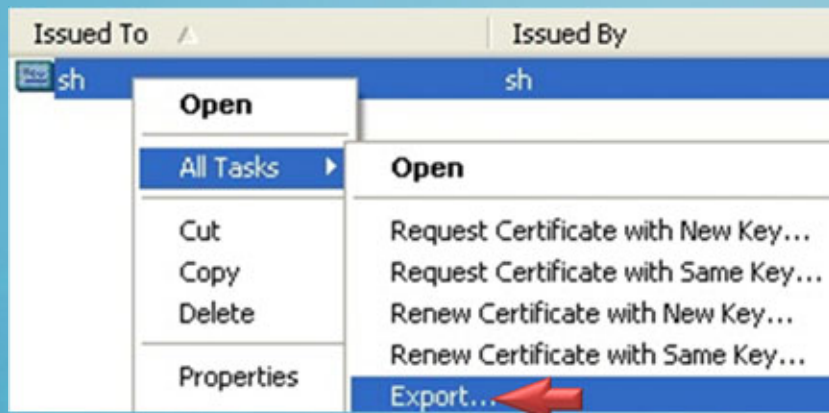 Issued To Issued By
sh sh
Open
All Tasks Open
Cut Request Certificate with New Key...
Copy Request Certificate with Same Key...
Delete Renew Certificate with New Key...
Renew Certificate with Same Key...
Properties
Export...